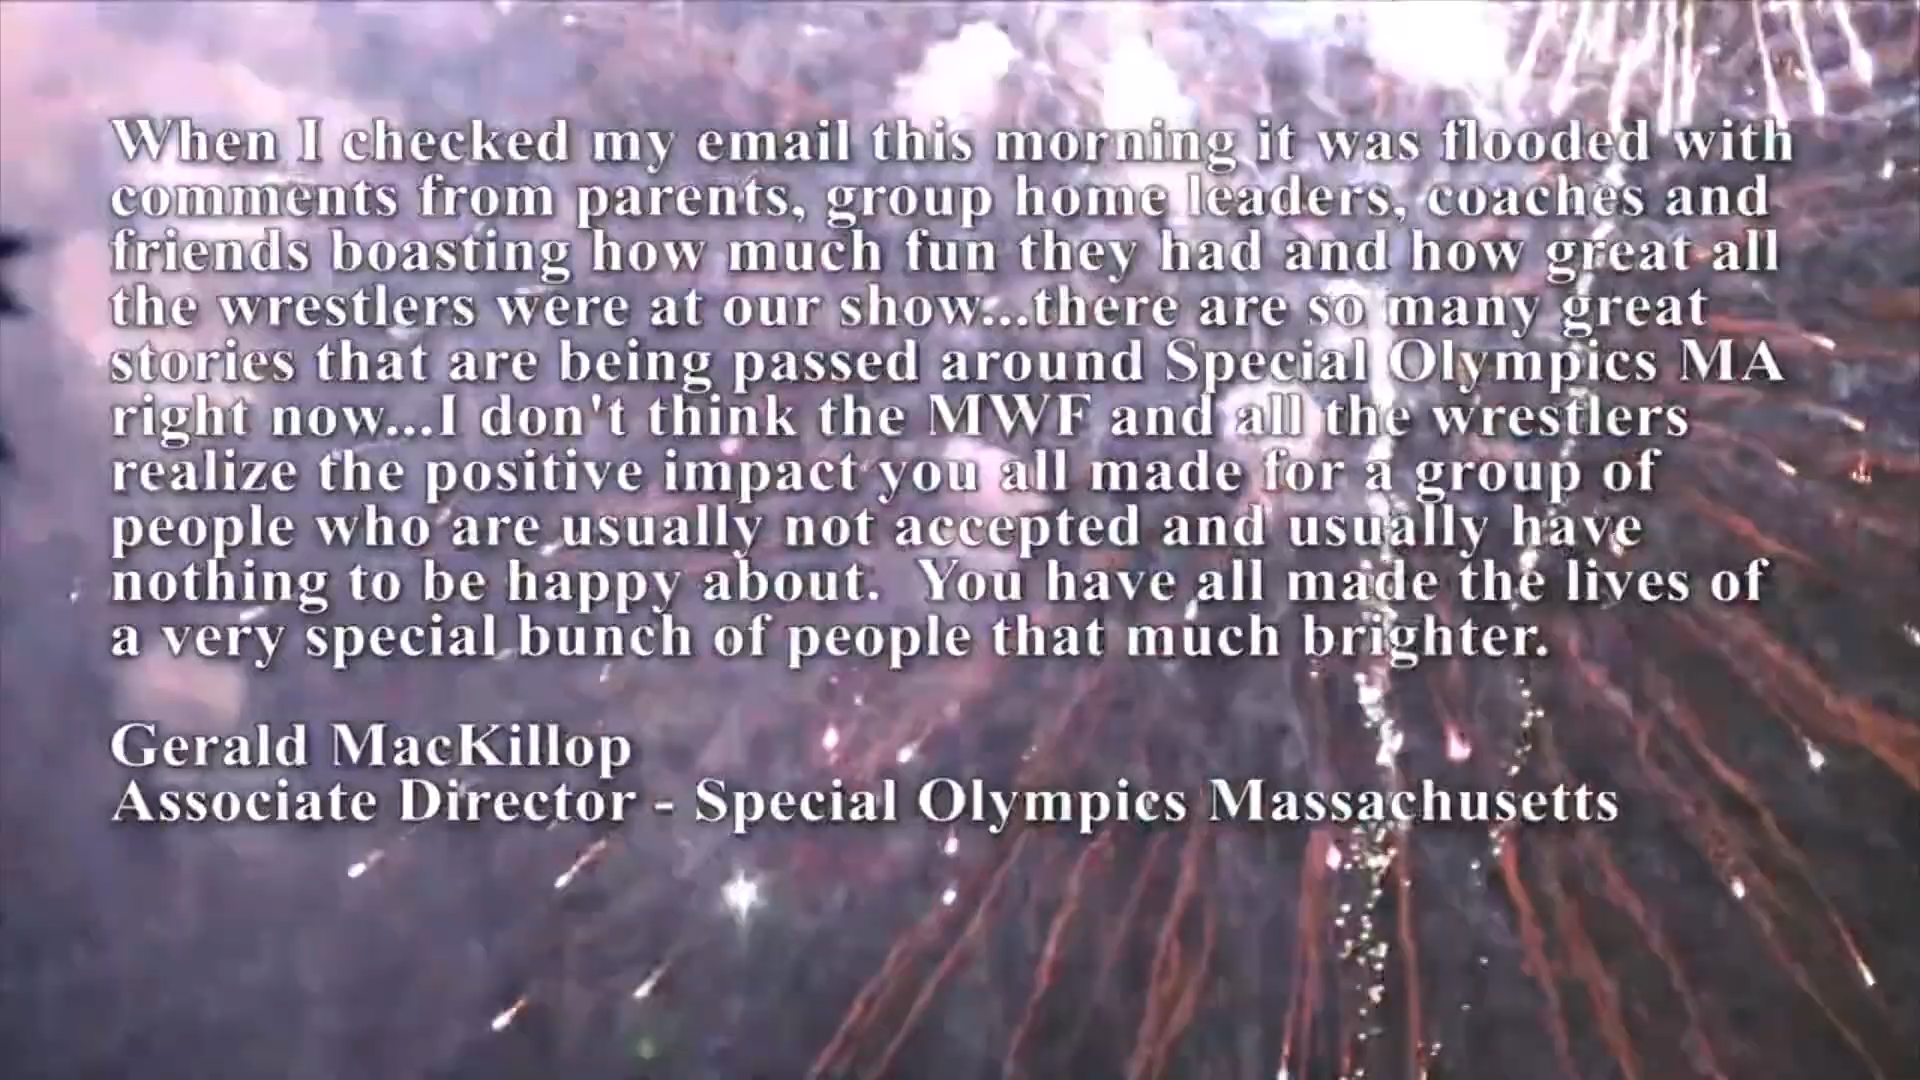 When I checked my email this morning it was flooded with
comments from parents, group home leaders, coaches and
friends boasting how much fun they had and how great all
the wrestlers were at our show...there are so many great
stories that are being passed around Special Olympics MA
right now...I don't think the MWF and all the wrestlers
realize the positive impact you all made for a group of
people who are usually not accepted and usually have
nothing to be happy about.  You have all made the lives of
a very special bunch of people that much brighter.
Gerald MacKillop
Associate Director - Special Olympics Massachusetts